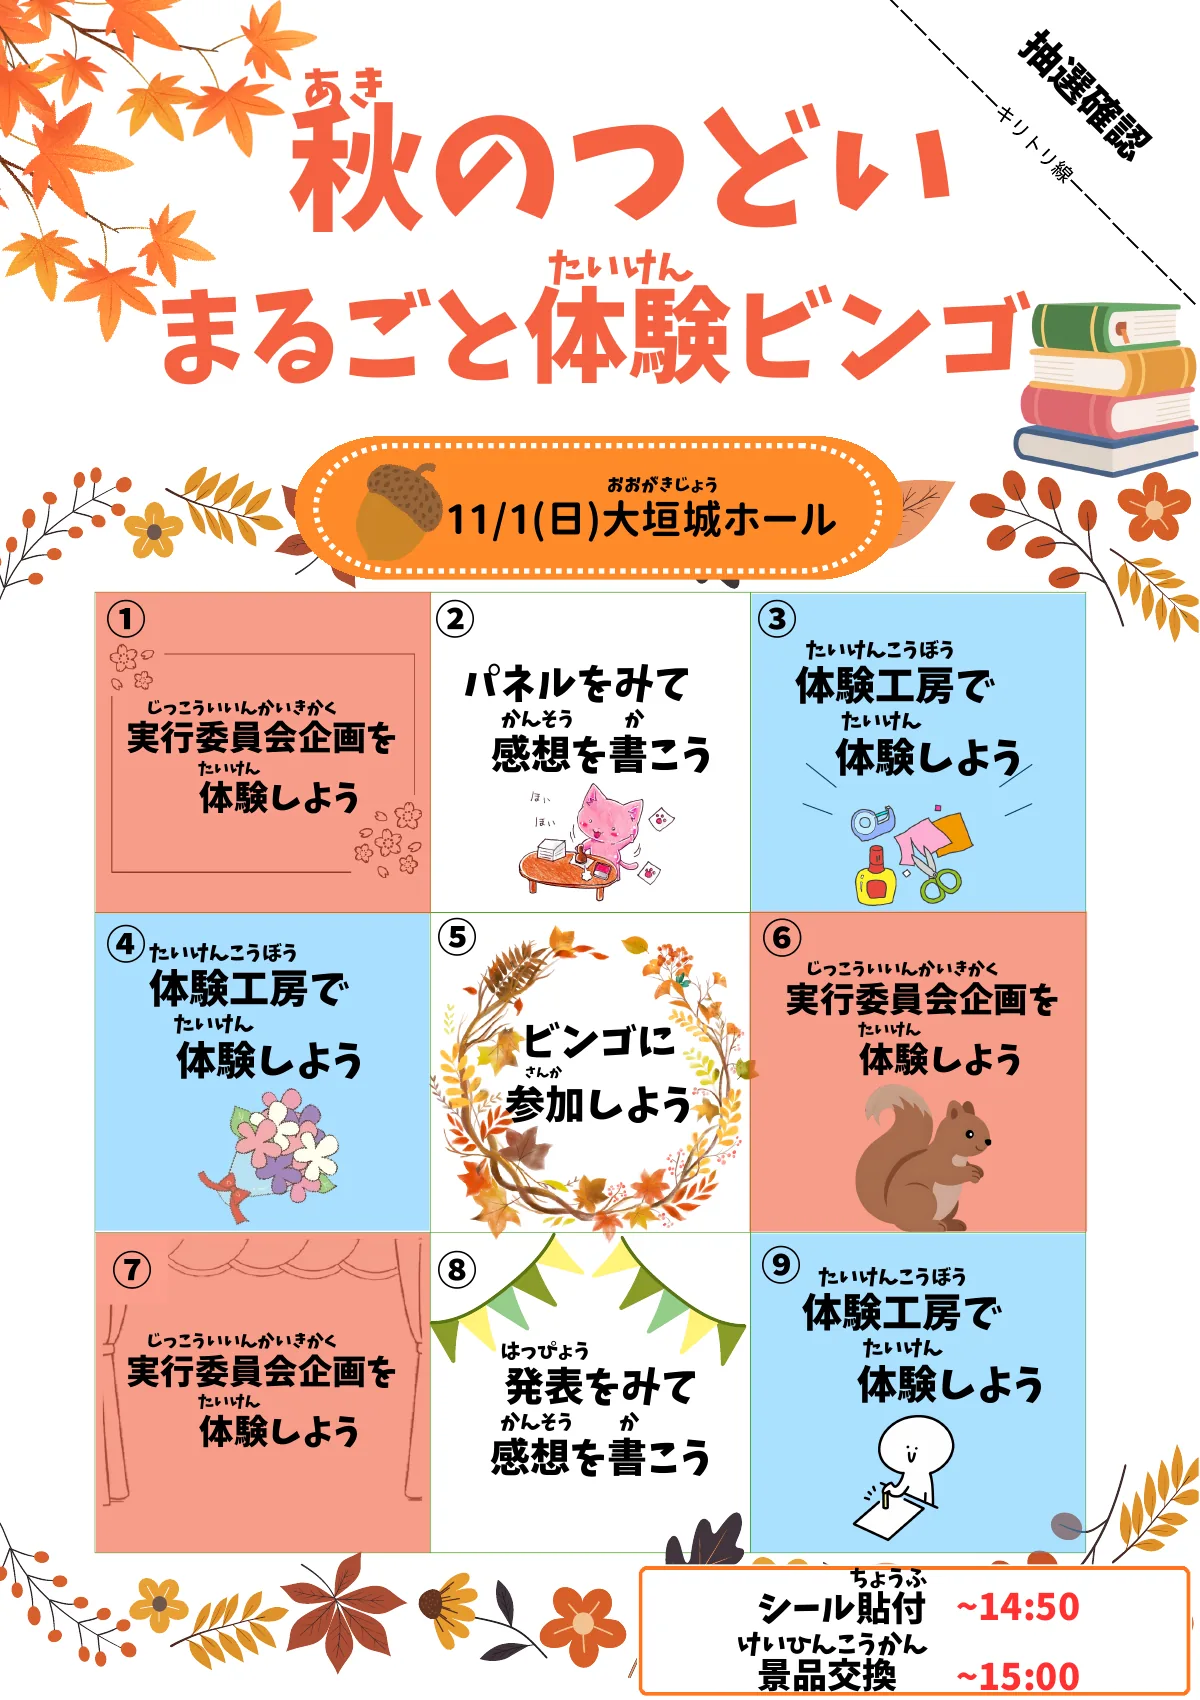 抽選確認
キリトリ線
あき
秋のつどい
たいけん
まるごと体験ビンゴ
おおがきじょう
11/1(日)大垣城ホール
①
じっこういいんかいきかく
実行委員会企画を
たいけん
体験しよう
②
パネルをみて
かんそう か
感想を書こう
ほい
ほい
③
たいけんこうぼう
体験工房で
たいけん
体験しよう
④
たいけんこうぼう
体験工房で
たいけん
体験しよう
⑤
ビンゴに
さんか
参加しよう
⑥
じっこういいんかいきかく
実行委員会企画を
たいけん
体験しよう
⑦
じっこういいんかいきかく
実行委員会企画を
たいけん
体験しよう
⑧
はっぴょう
発表をみて
かんそう か
感想を書こう
⑨
たいけんこうぼう
体験工房で
たいけん
体験しよう
ちょうふ
シール貼付 ~14:50
けいひんこうかん
景品交換 ~15:00